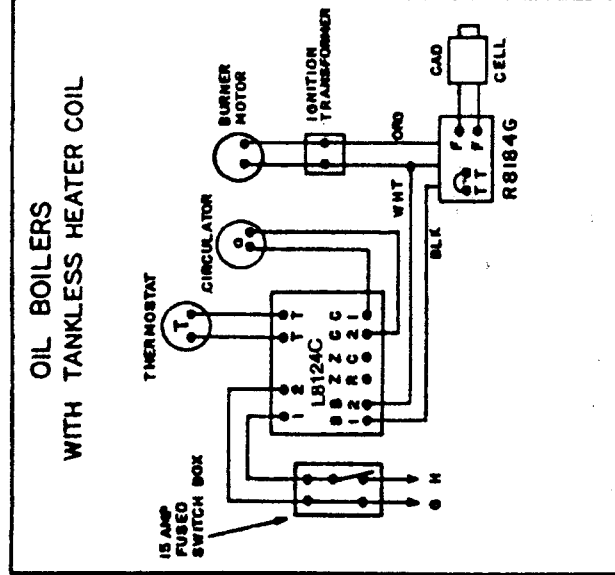 OIL BOILERS
WITH TANKLESS HEATER COIL
THERMOSTAT
T
CIRCULATOR
BURNER
MOTOR
IGNITION
TRANSFORMER
15 AMP
FUSED
SWITCH BOX
H
1 2 T T
L8124C
B B Z Z C C
1 2 R C 2 1
BLK
WHT
ORG
T T F F
R8184G
CAD
CELL